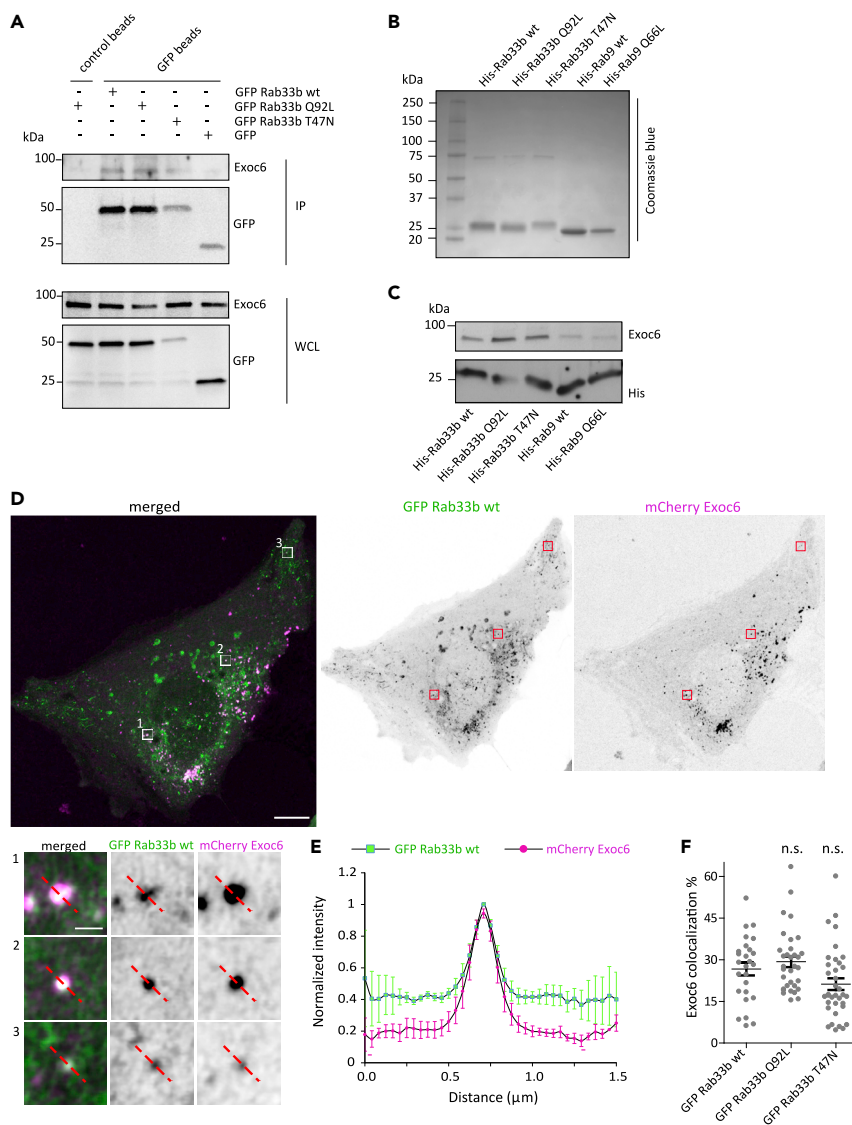 A
control beads
GFP beads
- + - - - GFP Rab33b wt
+ - + - - GFP Rab33b Q92L
- - - + - GFP Rab33b T47N
- - - - + GFP
kDa
100
Exoc6
50
GFP
25
IP
100
Exoc6
50
GFP
25
WCL
B
His-Rab33b wt
His-Rab33b Q92L
His-Rab33b T47N
His-Rab9 wt
His-Rab9 Q66L
kDa
250
150
100
75
50
37
25
20
Coomassie blue
C
kDa
100
Exoc6
25
His
His-Rab33b wt
His-Rab33b Q92L
His-Rab33b T47N
His-Rab9 wt
His-Rab9 Q66L
D
merged
GFP Rab33b wt
mCherry Exoc6
3
2
1
merged
GFP Rab33b wt
mCherry Exoc6
1
2
3
E
GFP Rab33b wt
mCherry Exoc6
Normalized intensity
1.2
1
0.8
0.6
0.4
0.2
0
0.0
0.5
1.0
1.5
Distance (μm)
F
n.s.
n.s.
Exoc6 colocalization %
60
45
30
15
0
GFP Rab33b wt
GFP Rab33b Q92L
GFP Rab33b T47N